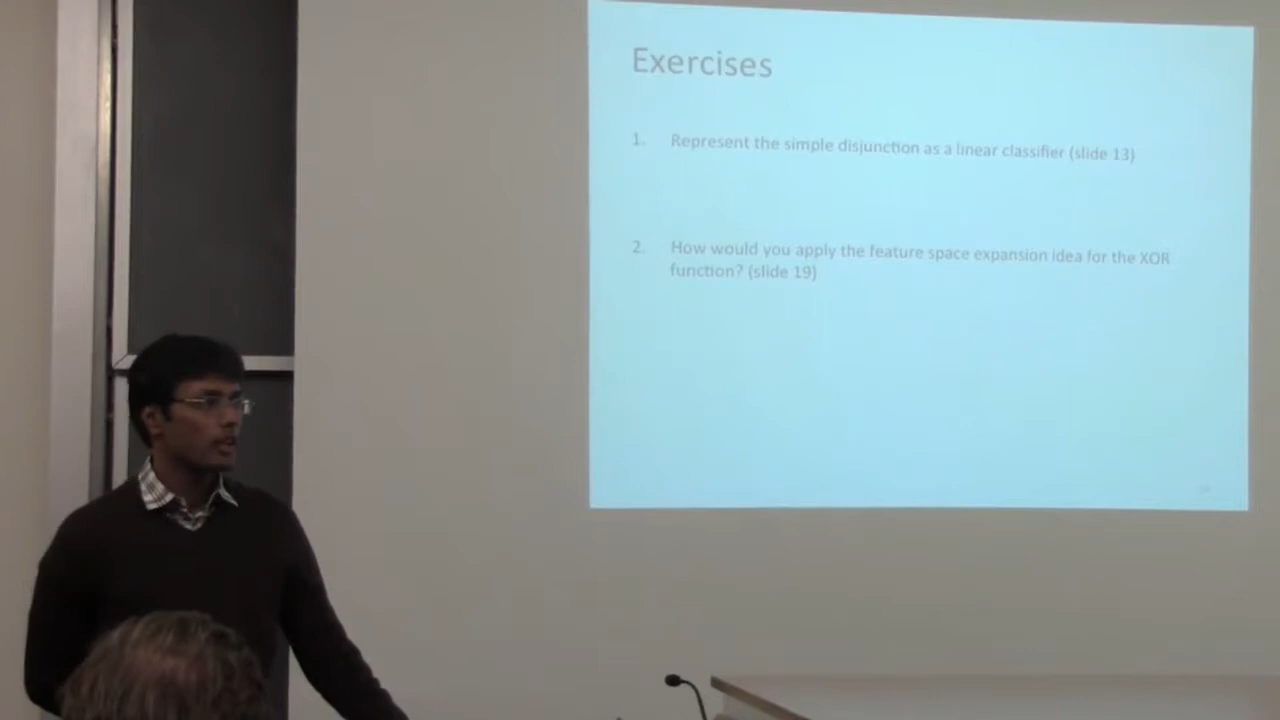 Exercises
1. Represent the simple disjunction as a linear classifier (slide 13)
2. How would you apply the feature space expansion idea for the XOR
function? (slide 19)